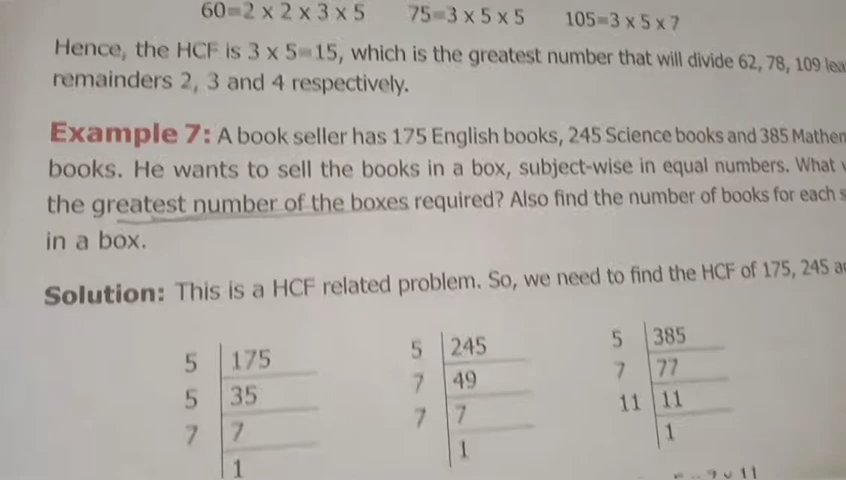 60=2 x 2 x 3 x 5 75=3 x 5 x 5 105=3 x 5 x 7
Hence, the HCF is 3 x 5=15, which is the greatest number that will divide 62, 78, 109
remainders 2, 3 and 4 respectively.
Example 7: A book seller has 175 English books, 245 Science books and 385
books. He wants to sell the books in a box, subject-wise in equal numbers. What
the greatest number of the boxes required? Also find the number of books for each
in a box.
Solution: This is a HCF related problem. So, we need to find the HCF of 175, 245
5 175 5 245 5 385
5 35 7 49 7 77
7 7 7 7 11 11
1 1 1